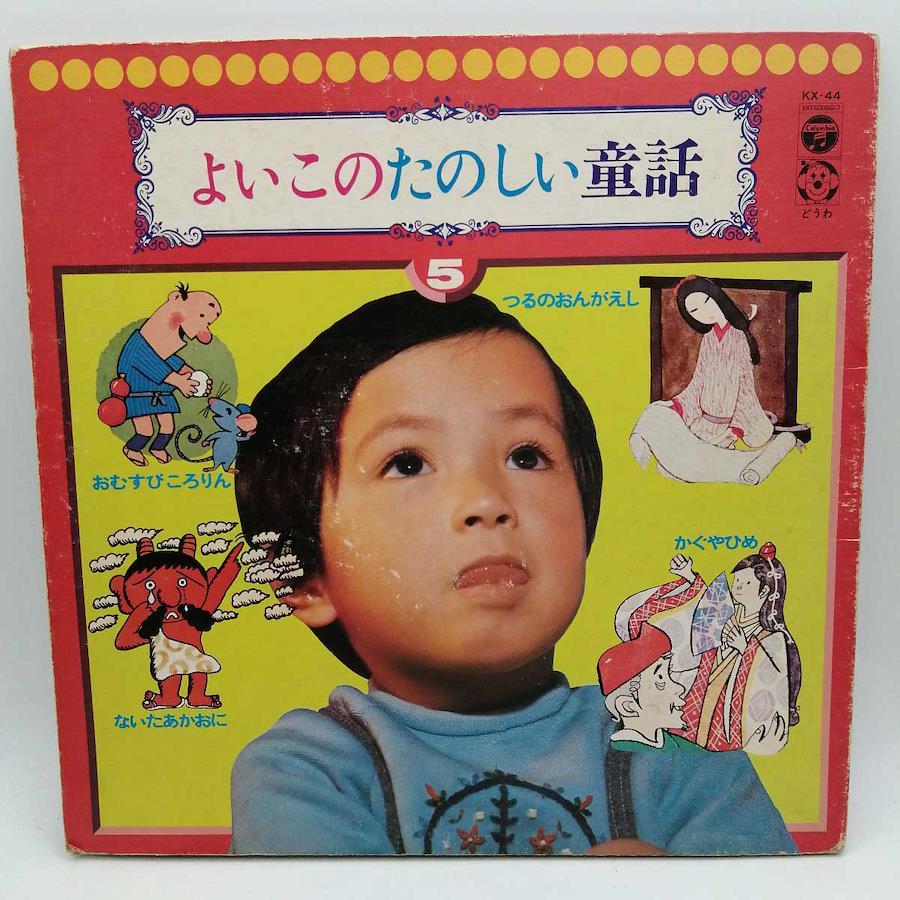 KX-44
STEREO
Columbia
どうわ
よいこのたのしい童話
5
つるのおんがえし
おむすびころりん
かぐやひめ
ないたあかおに